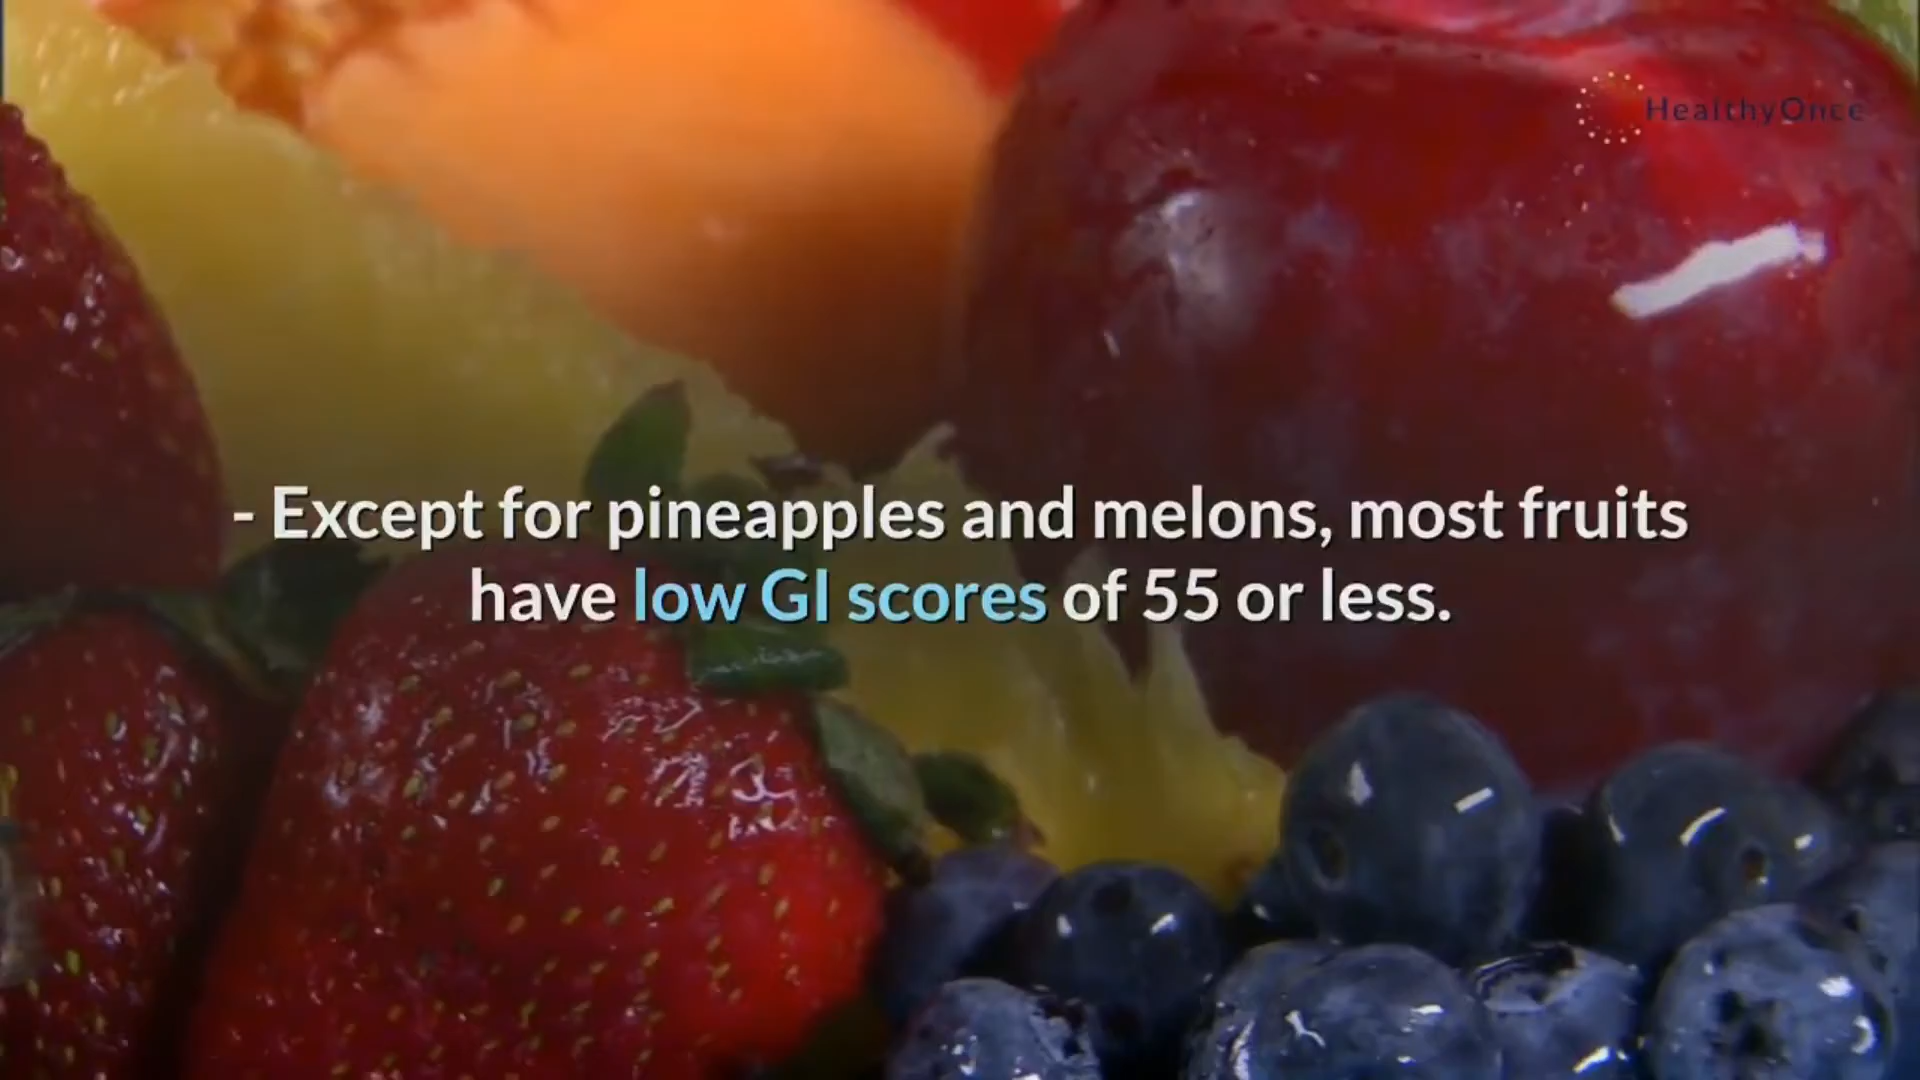 HealthyOnce
- Except for pineapples and melons, most fruits
have low GI scores of 55 or less.